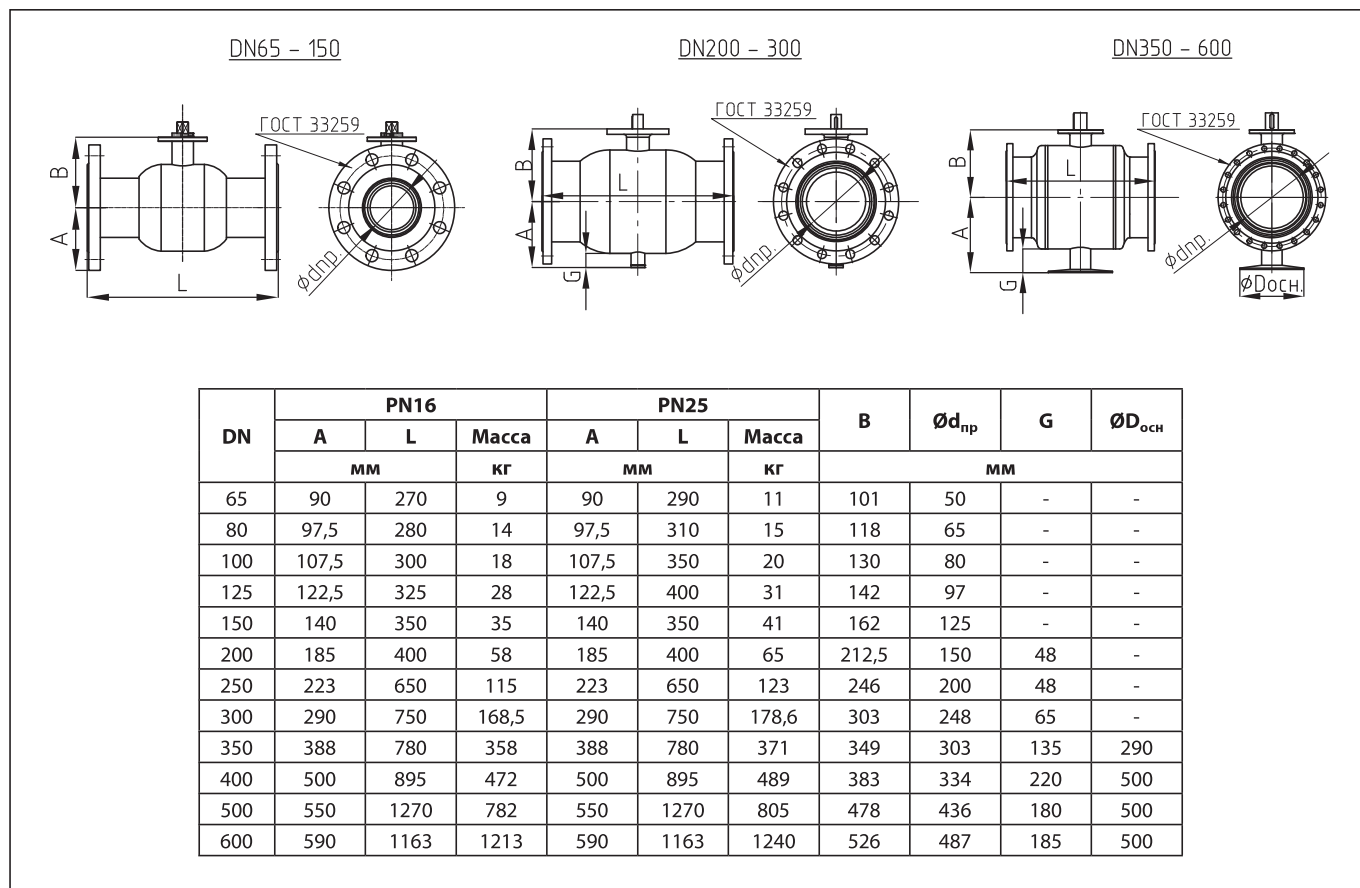 DN65 – 150
DN200 – 300
DN350 – 600
ГОСТ 33259
B
A
L
Ødпр.
ГОСТ 33259
B
A
L
G
Ødпр.
ГОСТ 33259
B
A
L
G
Ødпр.
ØDосн.
DN PN16 PN25 B Ødпр G ØDосн
A L Масса A L Масса
мм кг мм кг мм
65 90 270 9 90 290 11 101 50 - -
80 97,5 280 14 97,5 310 15 118 65 - -
100 107,5 300 18 107,5 350 20 130 80 - -
125 122,5 325 28 122,5 400 31 142 97 - -
150 140 350 35 140 350 41 162 125 - -
200 185 400 58 185 400 65 212,5 150 48 -
250 223 650 115 223 650 123 246 200 48 -
300 290 750 168,5 290 750 178,6 303 248 65 -
350 388 780 358 388 780 371 349 303 135 290
400 500 895 472 500 895 489 383 334 220 500
500 550 1270 782 550 1270 805 478 436 180 500
600 590 1163 1213 590 1163 1240 526 487 185 500